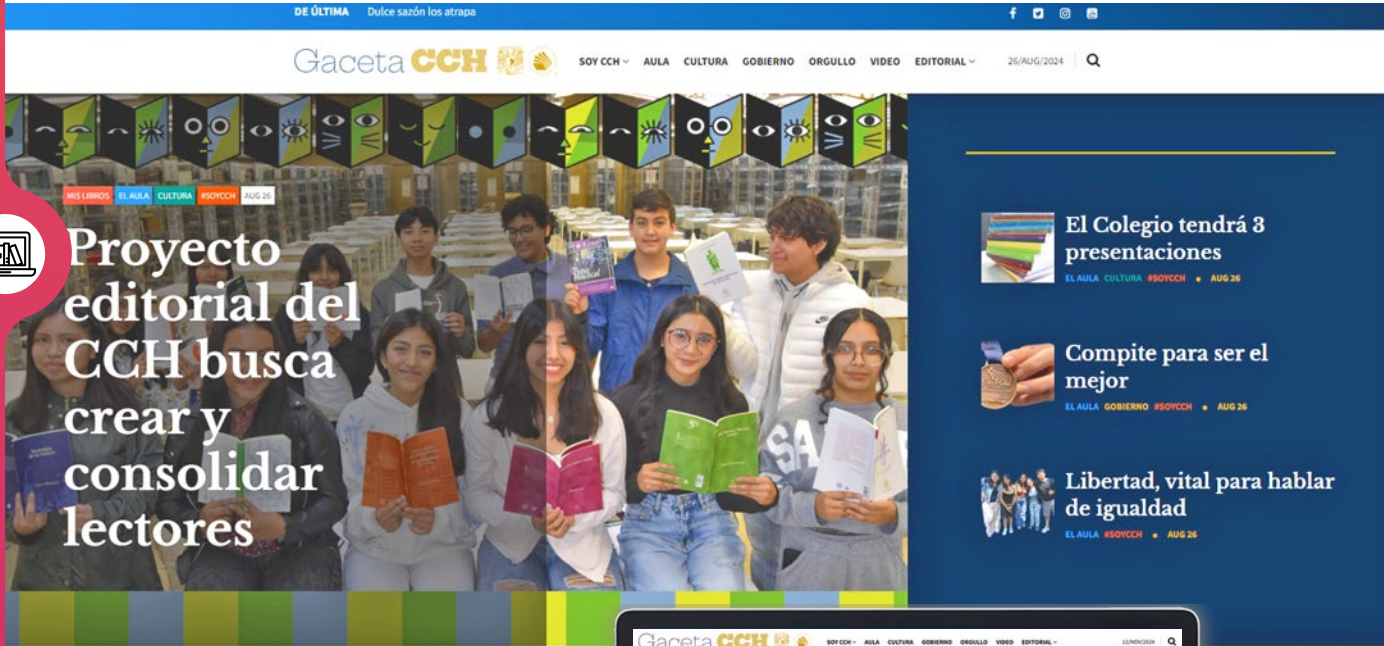 DE ÚLTIMA Dulce sazón los atrapa
Gaceta CCH
SOY CCH AULA CULTURA GOBIERNO ORGULLO VIDEO EDITORIAL
26/AUG/2024
MIS LIBROS EL AULA CULTURA #SOYCCH AUG 26
Proyecto
editorial del
CCH busca
crear y
consolidar
lectores
El Colegio tendrá 3
presentaciones
EL AULA CULTURA #SOYCCH • AUG 26
Compite para ser el
mejor
EL AULA GOBIERNO #SOYCCH • AUG 26
Libertad, vital para hablar
de igualdad
EL AULA #SOYCCH • AUG 26
Gaceta CCH
SOY CCH AULA CULTURA GOBIERNO ORGULLO VIDEO EDITORIAL
12/NOV/2024